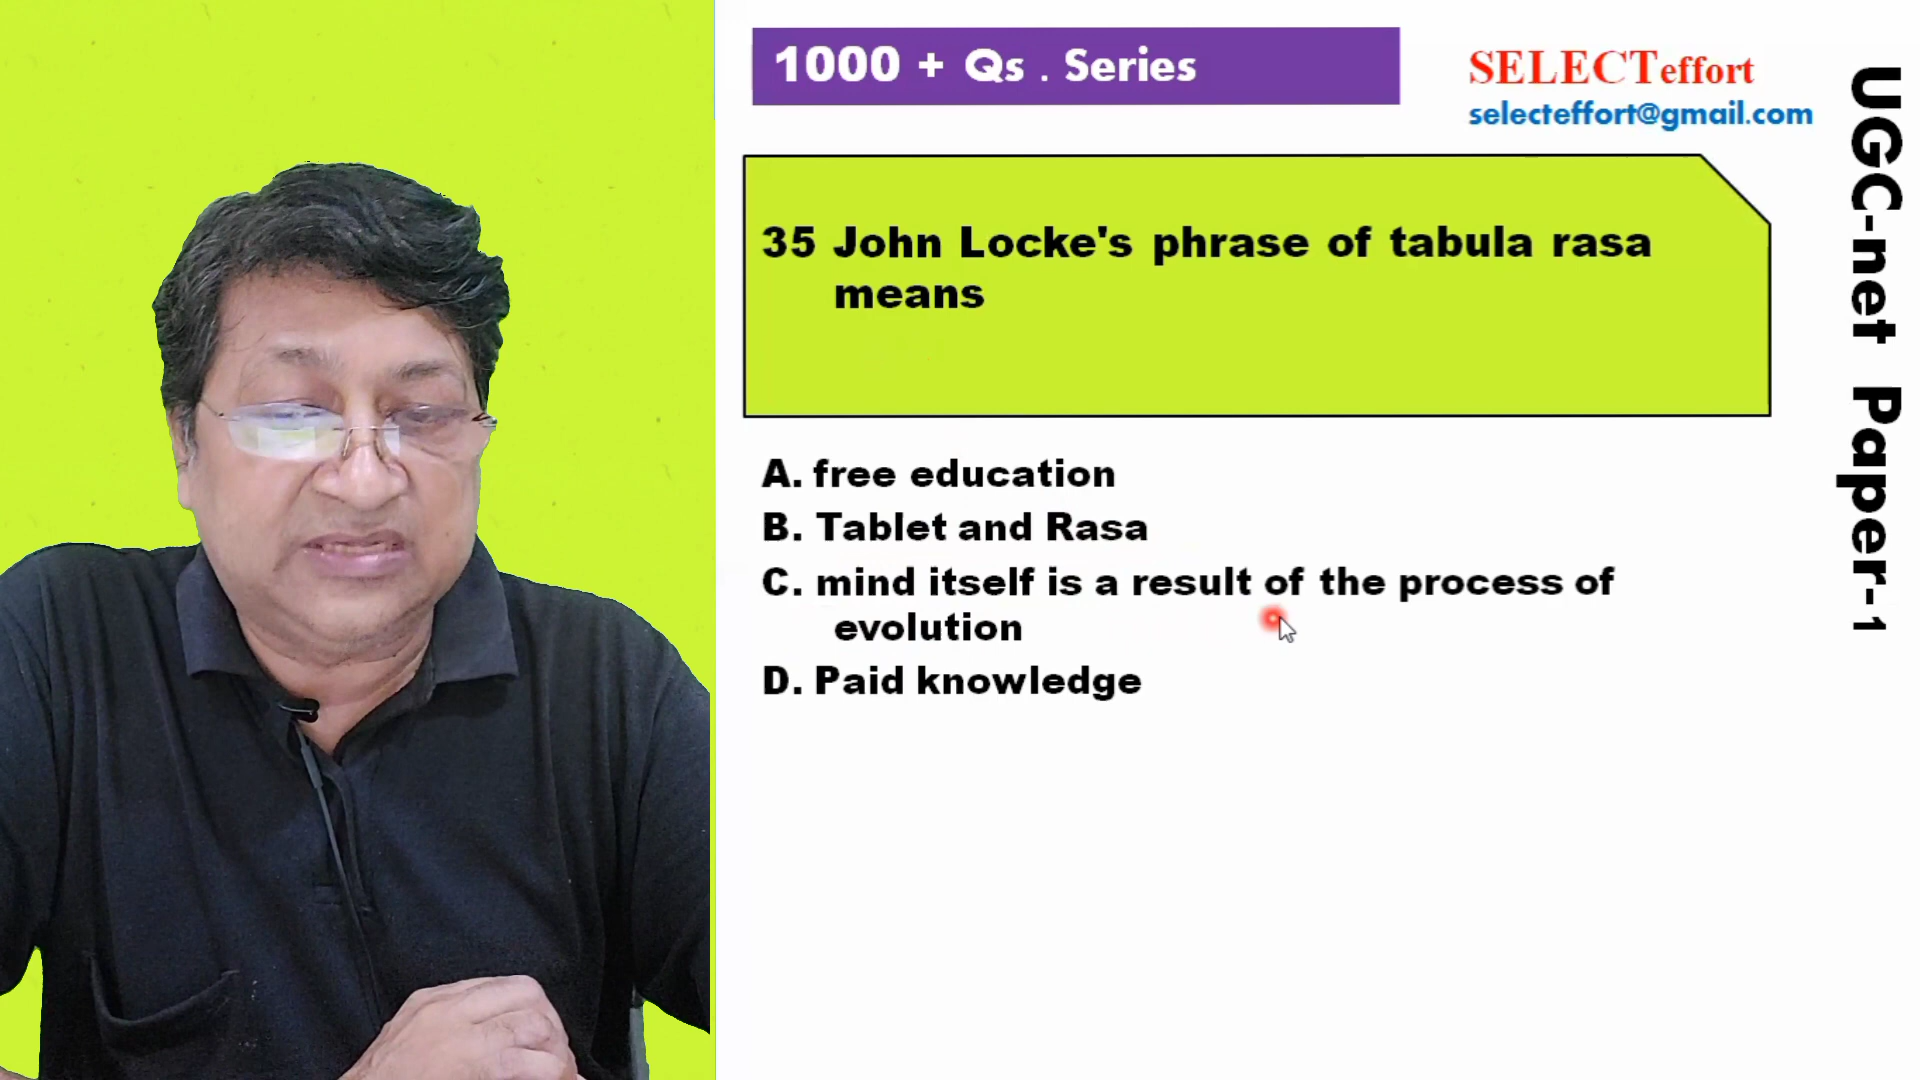 1000 + Qs . Series
SELECTeffort
selecteffort@gmail.com
UGC-net Paper-1
35 John Locke's phrase of tabula rasa
means
A. free education
B. Tablet and Rasa
C. mind itself is a result of the process of
evolution
D. Paid knowledge